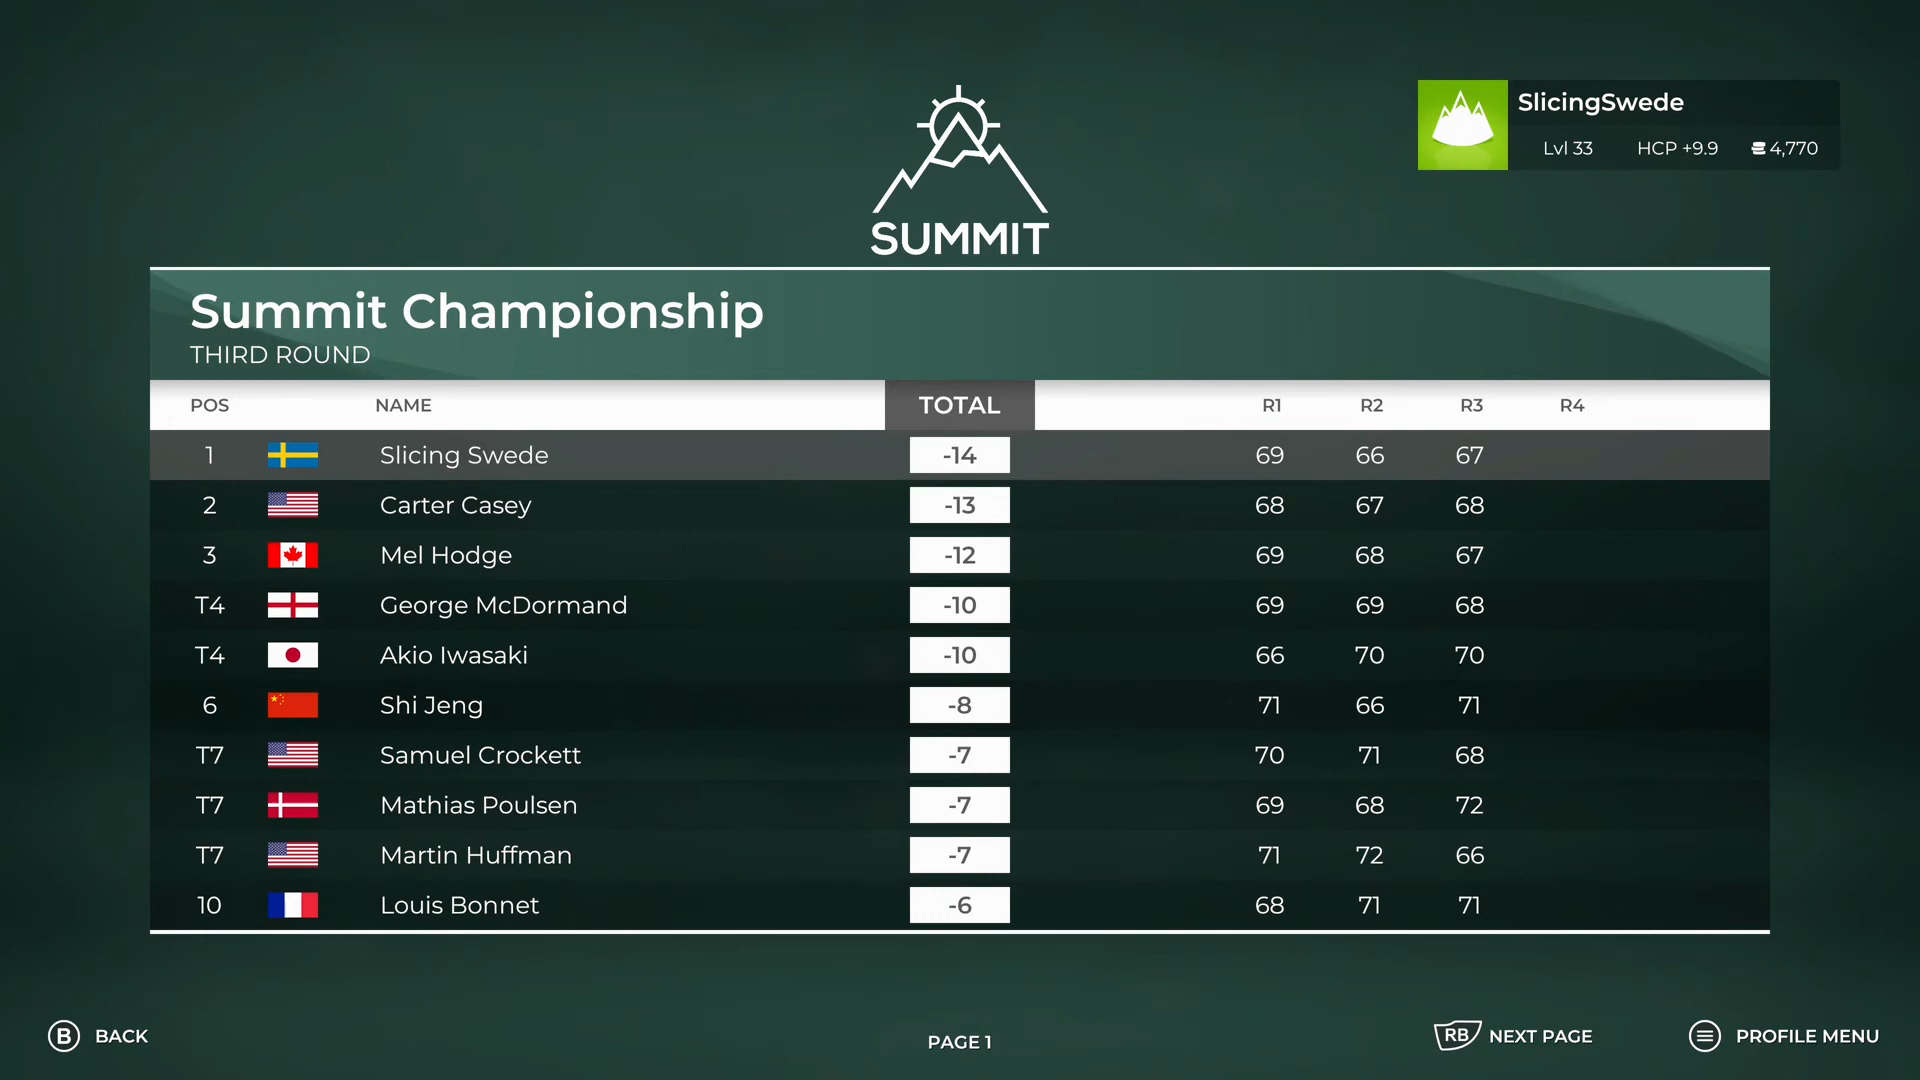 SUMMIT
SlicingSwede
Lvl 33 HCP +9.9 4,770
Summit Championship
THIRD ROUND
POS NAME TOTAL R1 R2 R3 R4
1 Slicing Swede -14 69 66 67
2 Carter Casey -13 68 67 68
3 Mel Hodge -12 69 68 67
T4 George McDormand -10 69 69 68
T4 Akio Iwasaki -10 66 70 70
6 Shi Jeng -8 71 66 71
T7 Samuel Crockett -7 70 71 68
T7 Mathias Poulsen -7 69 68 72
T7 Martin Huffman -7 71 72 66
10 Louis Bonnet -6 68 71 71
B BACK PAGE 1 RB NEXT PAGE PROFILE MENU